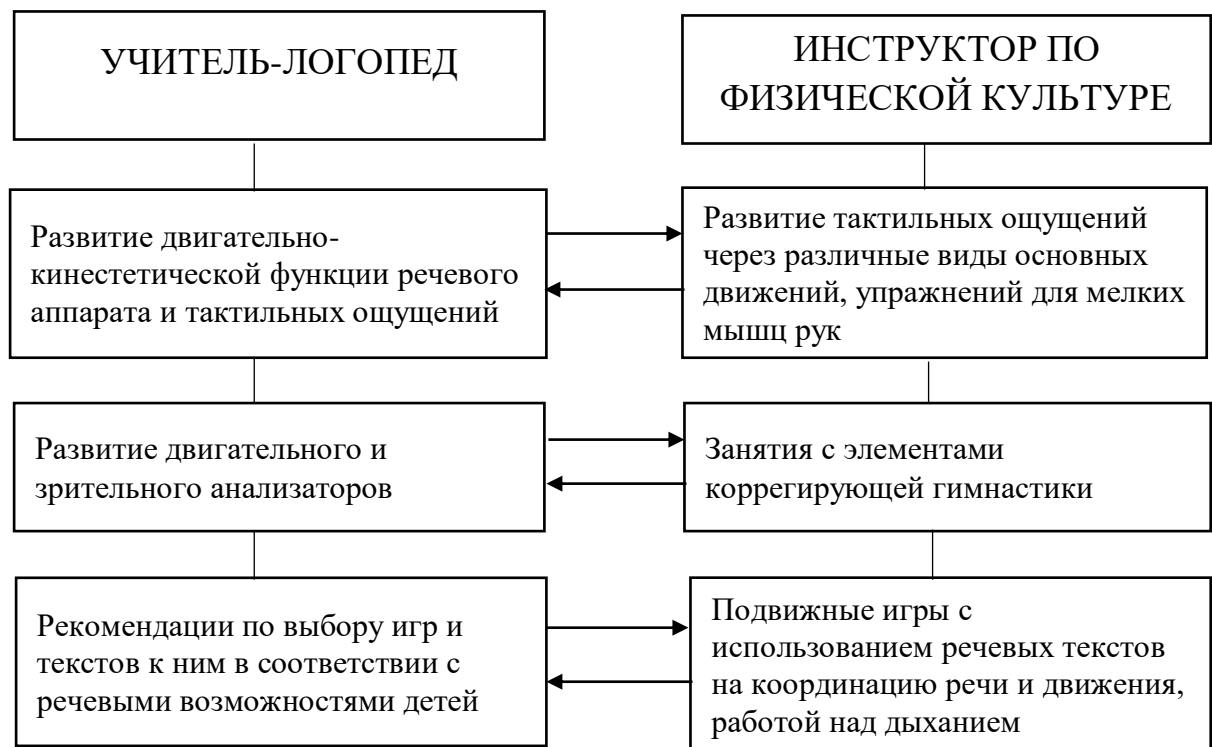 УЧИТЕЛЬ-ЛОГОПЕД
ИНСТРУКТОР ПО
ФИЗИЧЕСКОЙ КУЛЬТУРЕ
Развитие двигательно-
кинестетической функции речевого
аппарата и тактильных ощущений
Развитие тактильных ощущений
через различные виды основных
движений, упражнений для мелких
мышц рук
Развитие двигательного и
зрительного анализаторов
Занятия с элементами
коррегирующей гимнастики
Рекомендации по выбору игр и
текстов к ним в соответствии с
речевыми возможностями детей
Подвижные игры с
использованием речевых текстов
на координацию речи и движения,
работой над дыханием